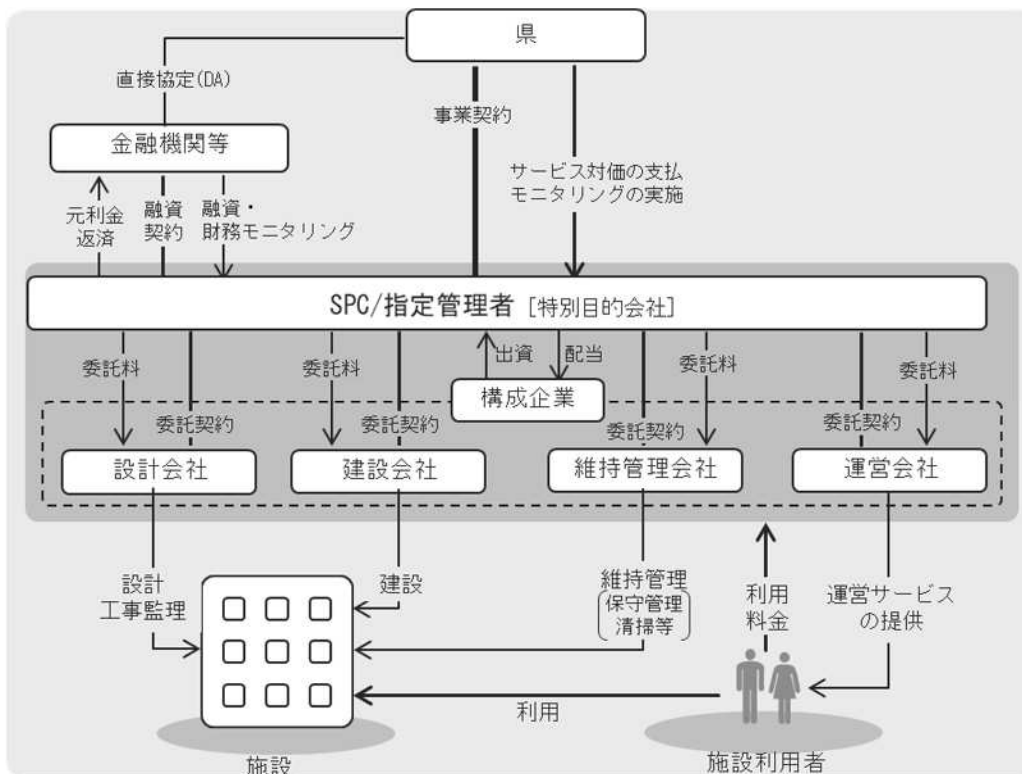 県
直接協定(DA)
事業契約
金融機関等
サービス対価の支払
モニタリングの実施
元利金
返済
融資
契約
融資・
財務モニタリング
SPC/指定管理者 [特別目的会社]
委託料
委託契約
委託料
委託契約
出資
配当
構成企業
委託契約
委託料
委託契約
委託料
設計会社
建設会社
維持管理会社
運営会社
設計
工事監理
建設
維持管理
保守管理
清掃等
利用
料金
運営サービス
の提供
利用
施設
施設利用者